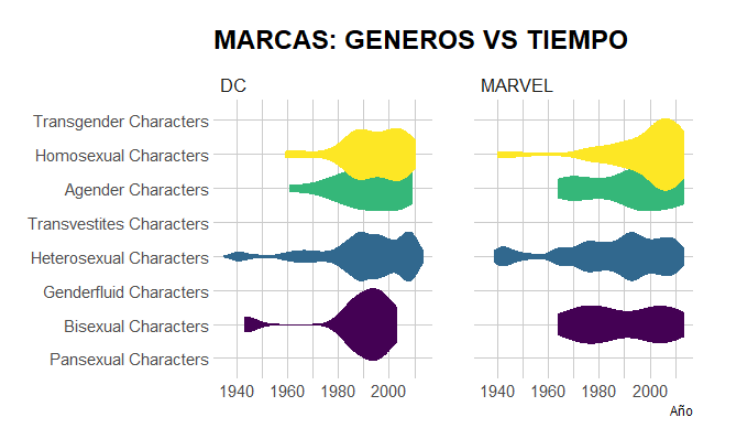 MARCAS: GENEROS VS TIEMPO
DC
MARVEL
Transgender Characters
Homosexual Characters
Agender Characters
Transvestites Characters
Heterosexual Characters
Genderfluid Characters
Bisexual Characters
Pansexual Characters
1940 1960 1980 2000
1940 1960 1980 2000
Año